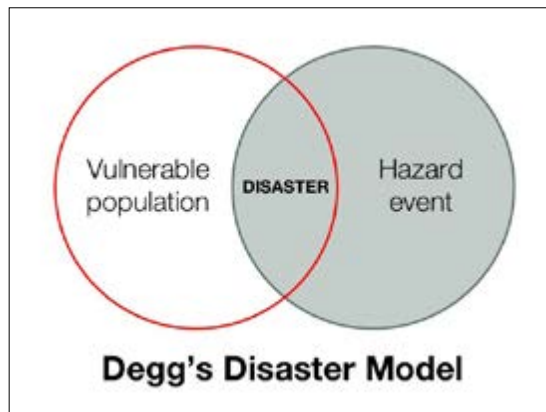 Vulnerable
population
DISASTER
Hazard
event
Degg's Disaster Model